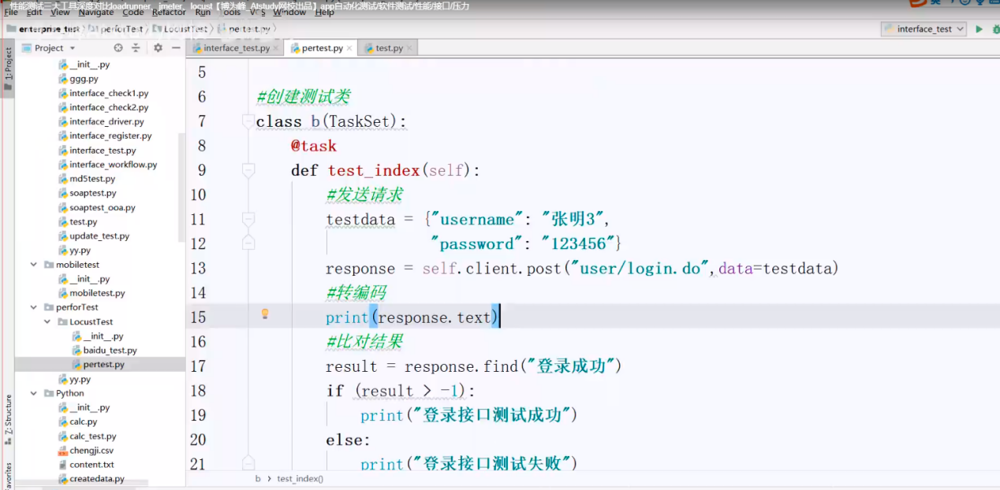 性能测试三大工具深度对比loadrunner、jmeter、locust【博为峰_Atstudy网校出品】app自动化测试/软件测试/性能/接口/压力
File Edit View Navigate Code Refactor Run Tools VCS Window Help
enterprise_test perforTest LocustTest pertest.py
interface_test
Project
interface_test.py pertest.py test.py
1: Project
__init__.py
ggg.py
interface_check1.py
interface_check2.py
interface_driver.py
interface_register.py
interface_test.py
interface_workflow.py
md5test.py
soaptest.py
soaptest_ooa.py
test.py
update_test.py
yy.py
mobiletest
__init__.py
mobiletest.py
perforTest
LocustTest
__init__.py
baidu_test.py
pertest.py
yy.py
Python
__init__.py
calc.py
calc_test.py
chengji.csv
content.txt
createdata.py
Z: Structure
avorites
5
6 #创建测试类
7 class b(TaskSet):
8 @task
9 def test_index(self):
10 #发送请求
11 testdata = {"username": "张明3",
12 "password": "123456"}
13 response = self.client.post("user/login.do",data=testdata)
14 #转编码
15 print(response.text)
16 #比对结果
17 result = response.find("登录成功")
18 if (result > -1):
19 print("登录接口测试成功")
20 else:
21 print("登录接口测试失败")
b > test_index()